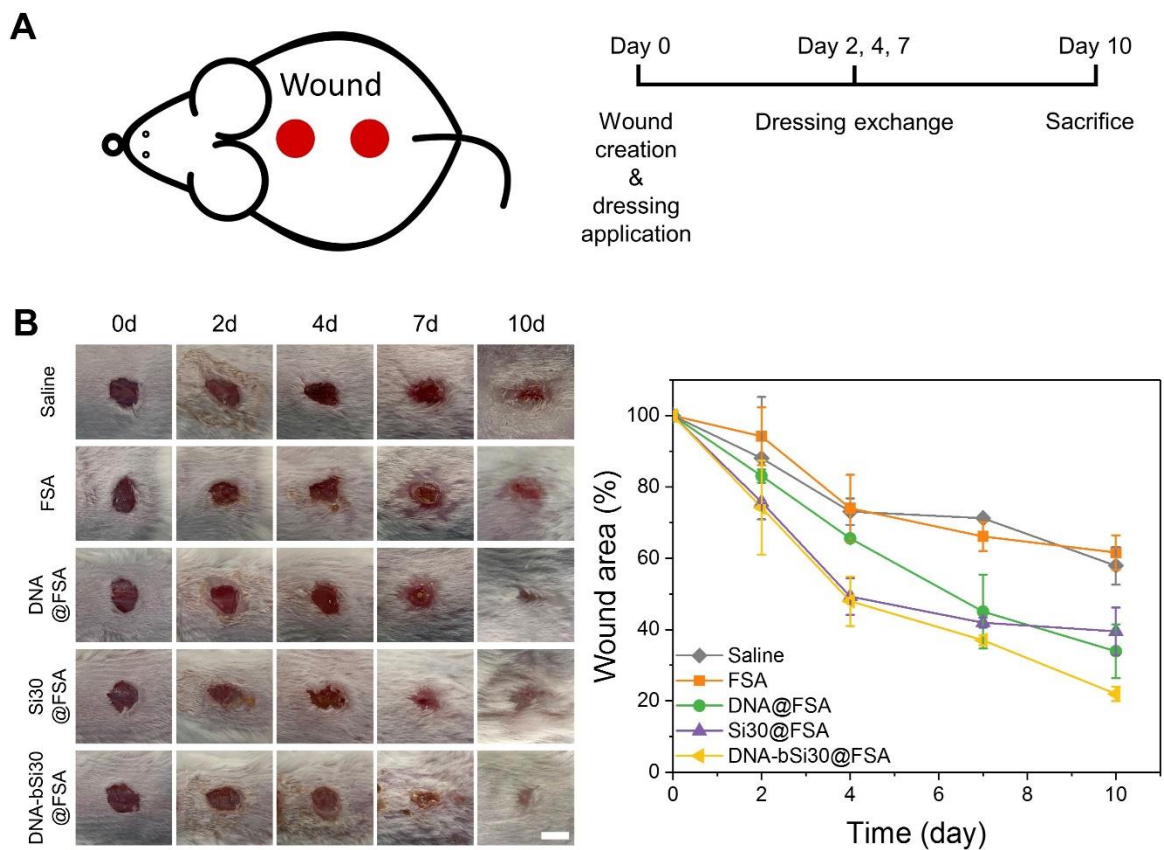 A
Wound
Day 0
Day 2, 4, 7
Day 10
Wound
creation
&
dressing
application
Dressing exchange
Sacrifice
B
0d
2d
4d
7d
10d
Saline
FSA
DNA
@FSA
Si30
@FSA
DNA-bSi30
@FSA
Wound area (%)
100
80
60
40
20
0
Saline
FSA
DNA@FSA
Si30@FSA
DNA-bSi30@FSA
0
2
4
6
8
10
Time (day)